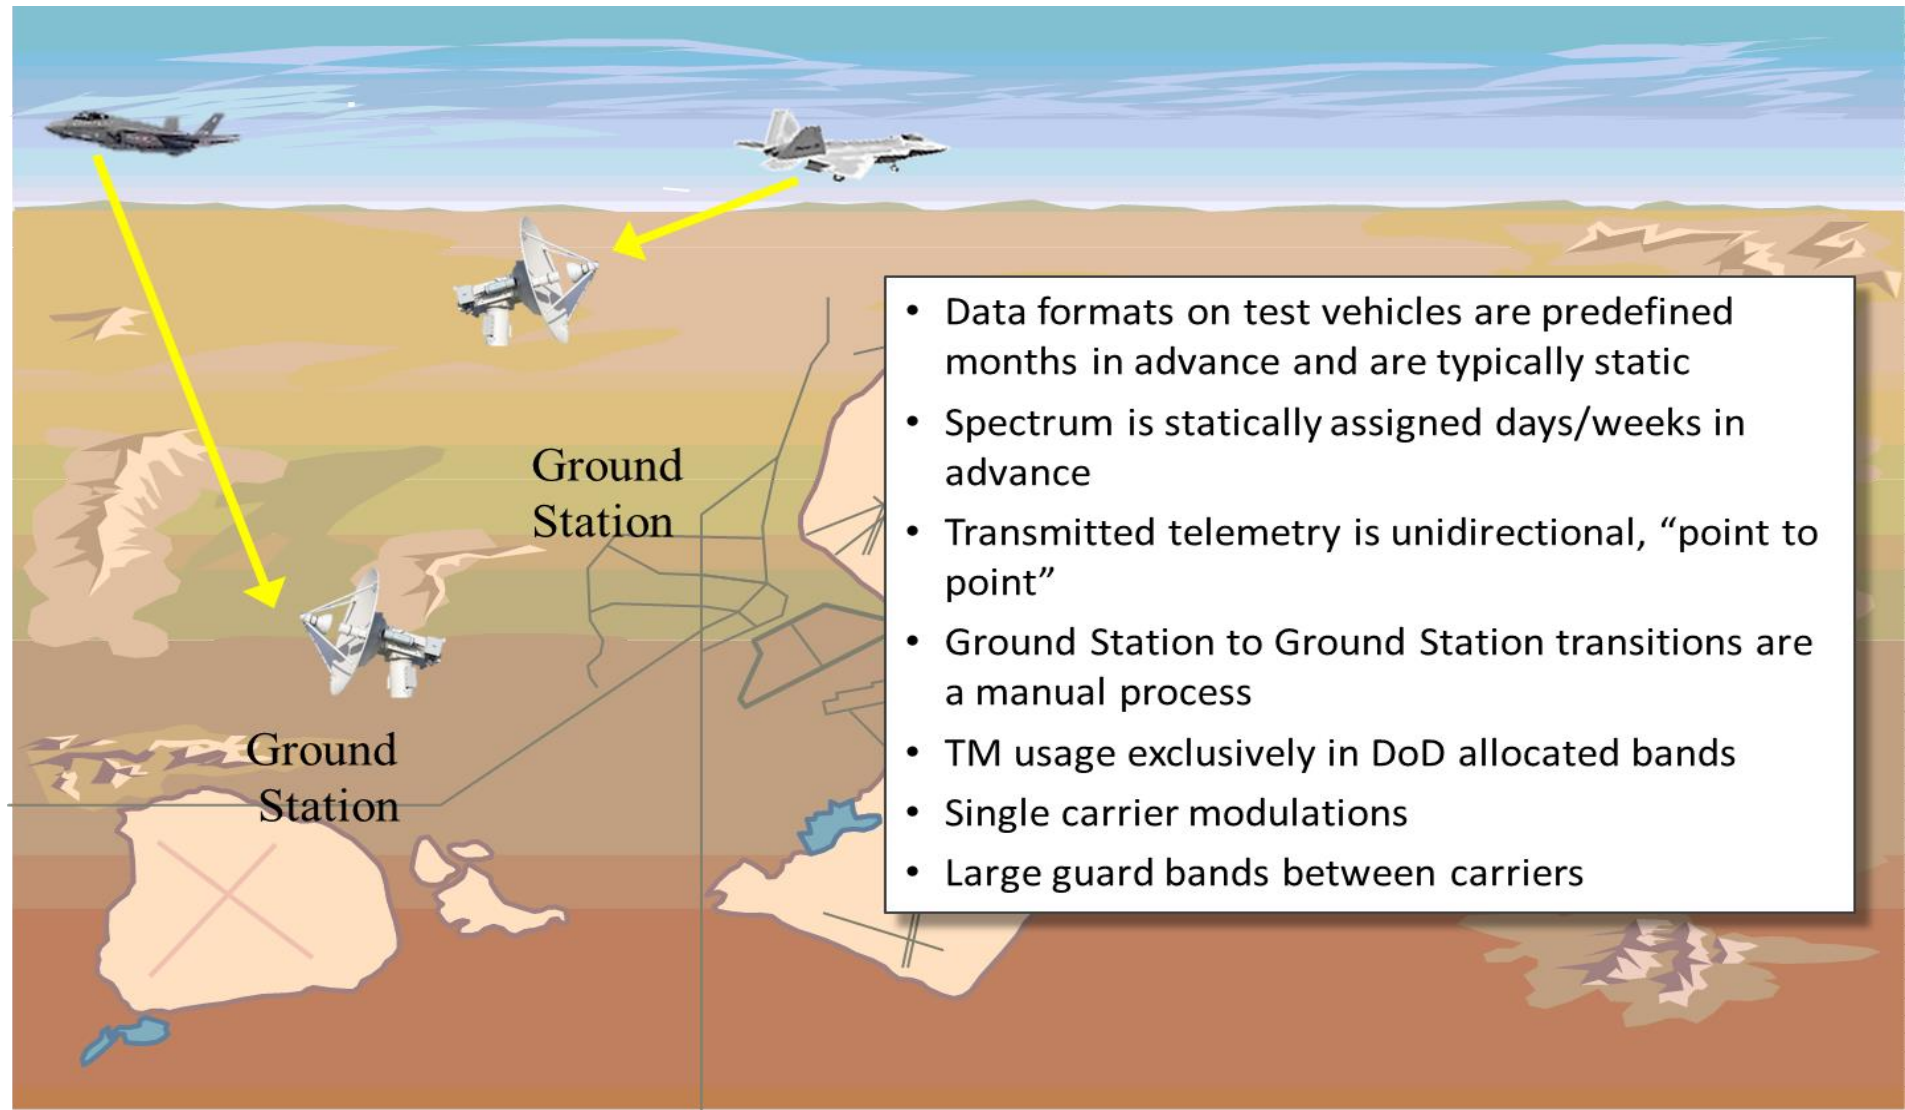 Ground
Station
Ground
Station
• Data formats on test vehicles are predefined
months in advance and are typically static
• Spectrum is statically assigned days/weeks in
advance
• Transmitted telemetry is unidirectional, “point to
point”
• Ground Station to Ground Station transitions are
a manual process
• TM usage exclusively in DoD allocated bands
• Single carrier modulations
• Large guard bands between carriers